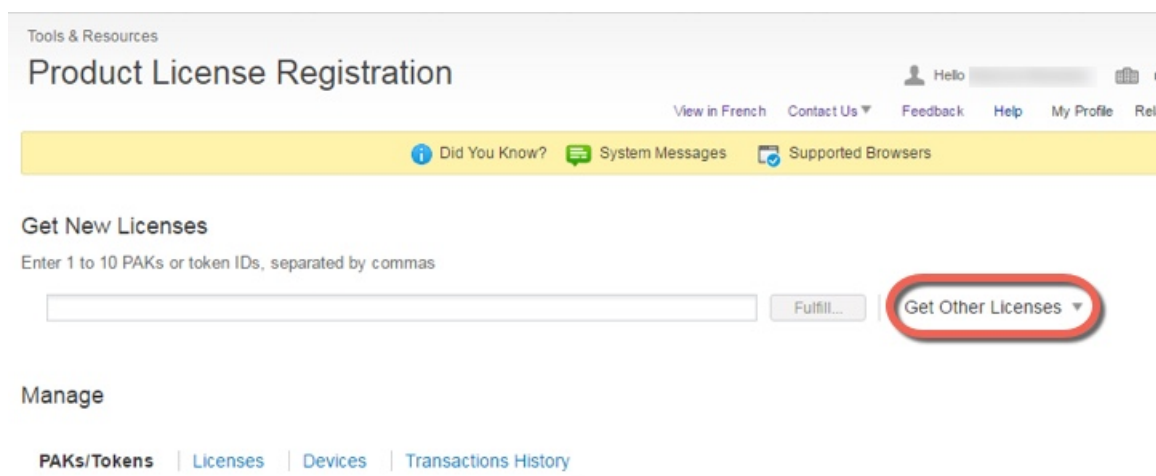 Tools & Resources
Product License Registration
Hello
View in French Contact Us Feedback Help My Profile
Did You Know? System Messages Supported Browsers
Get New Licenses
Enter 1 to 10 PAKs or token IDs, separated by commas
Fulfill... Get Other Licenses
Manage
PAKs/Tokens Licenses Devices Transactions History